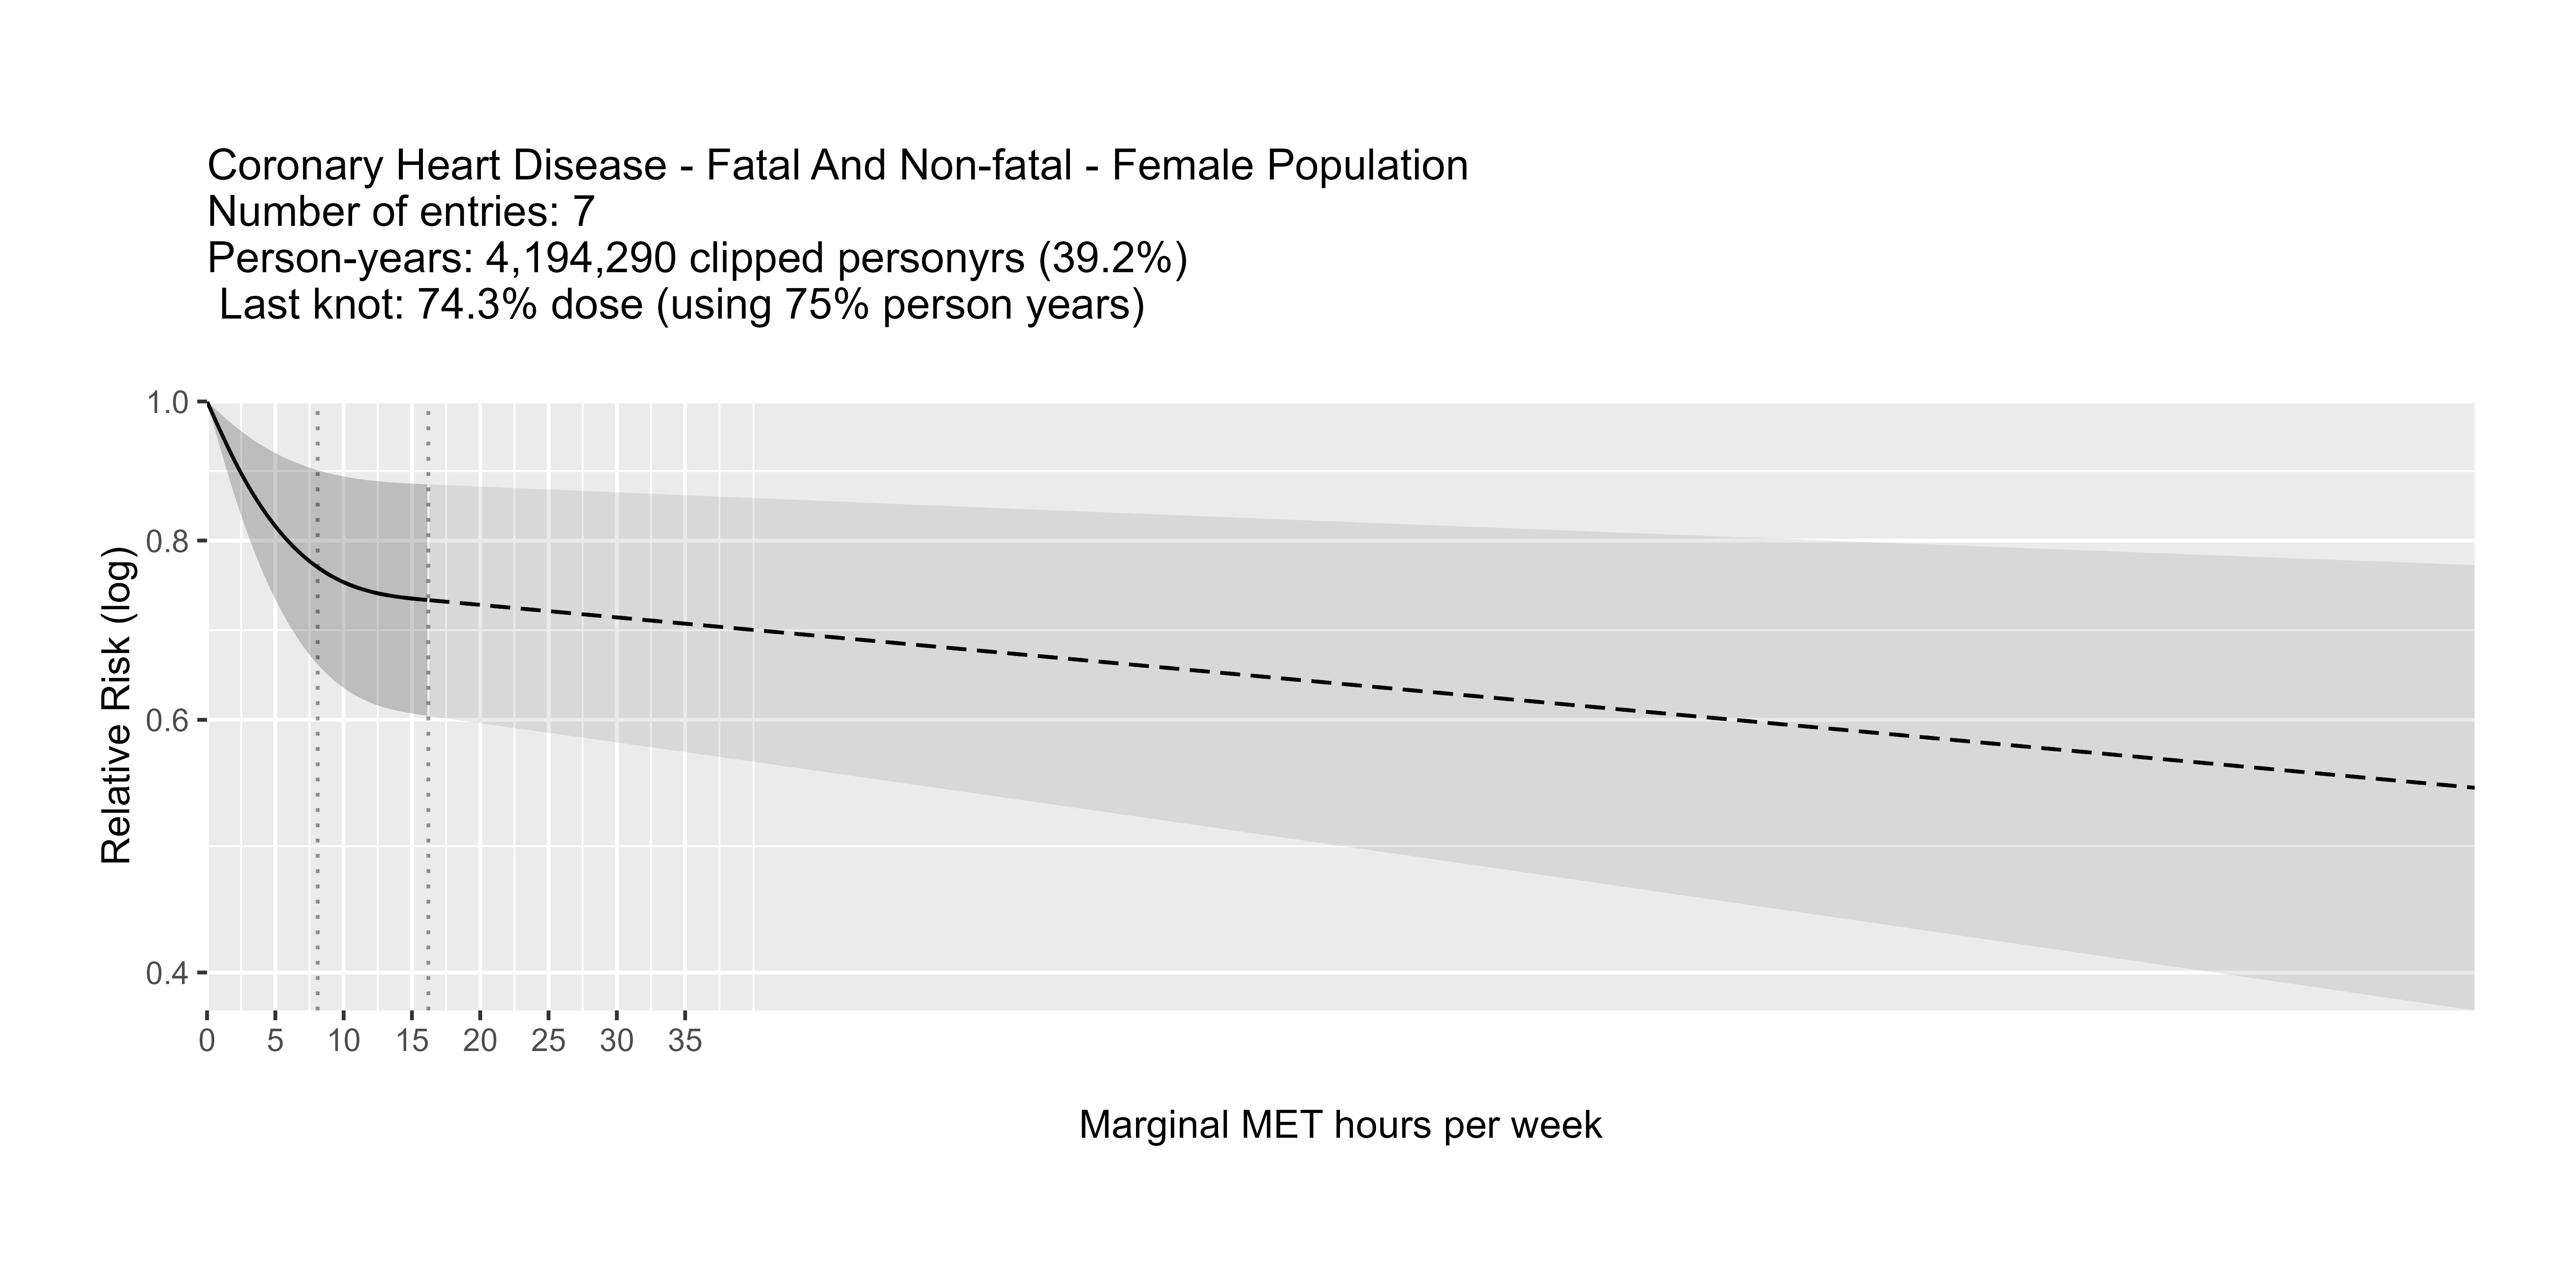 Coronary Heart Disease - Fatal And Non-fatal - Female Population
Number of entries: 7
Person-years: 4,194,290 clipped personyrs (39.2%)
Last knot: 74.3% dose (using 75% person years)
Relative Risk (log)
1.0
0.8
0.6
0.4
0 5 10 15 20 25 30 35
Marginal MET hours per week